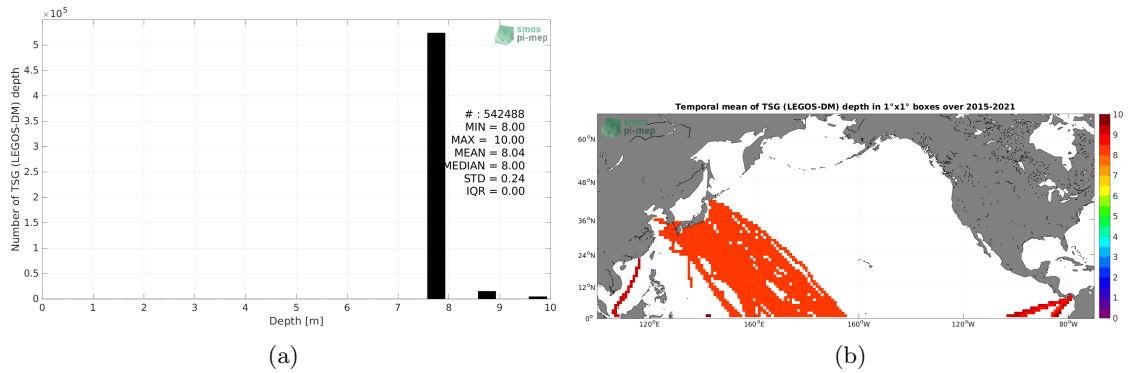 ×10⁵
smos
pi-mep
5
4.5
4
3.5
3
2.5
2
1.5
1
0.5
0
Number of TSG (LEGOS-DM) depth
# : 542488
MIN = 8.00
MAX = 10.00
MEAN = 8.04
MEDIAN = 8.00
STD = 0.24
IQR = 0.00
0 1 2 3 4 5 6 7 8 9 10
Depth [m]
(a)
Temporal mean of TSG (LEGOS-DM) depth in 1°x1° boxes over 2015-2021
smos
pi-mep
60°N
48°N
36°N
24°N
12°N
0°
120°E 160°E 160°W 120°W 80°W
10
9
8
7
6
5
4
3
2
1
0
(b)